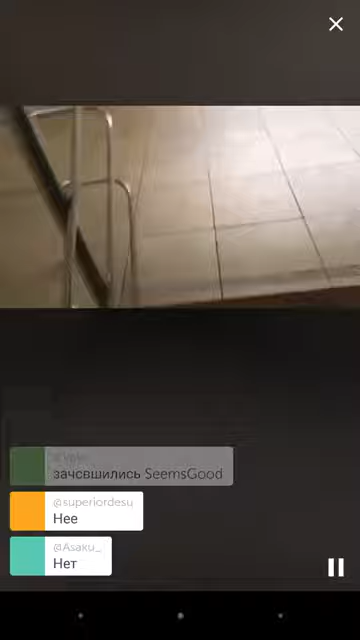 зачсвшились SeemsGood
@superiordesu
Нее
@Asaku_
Нет